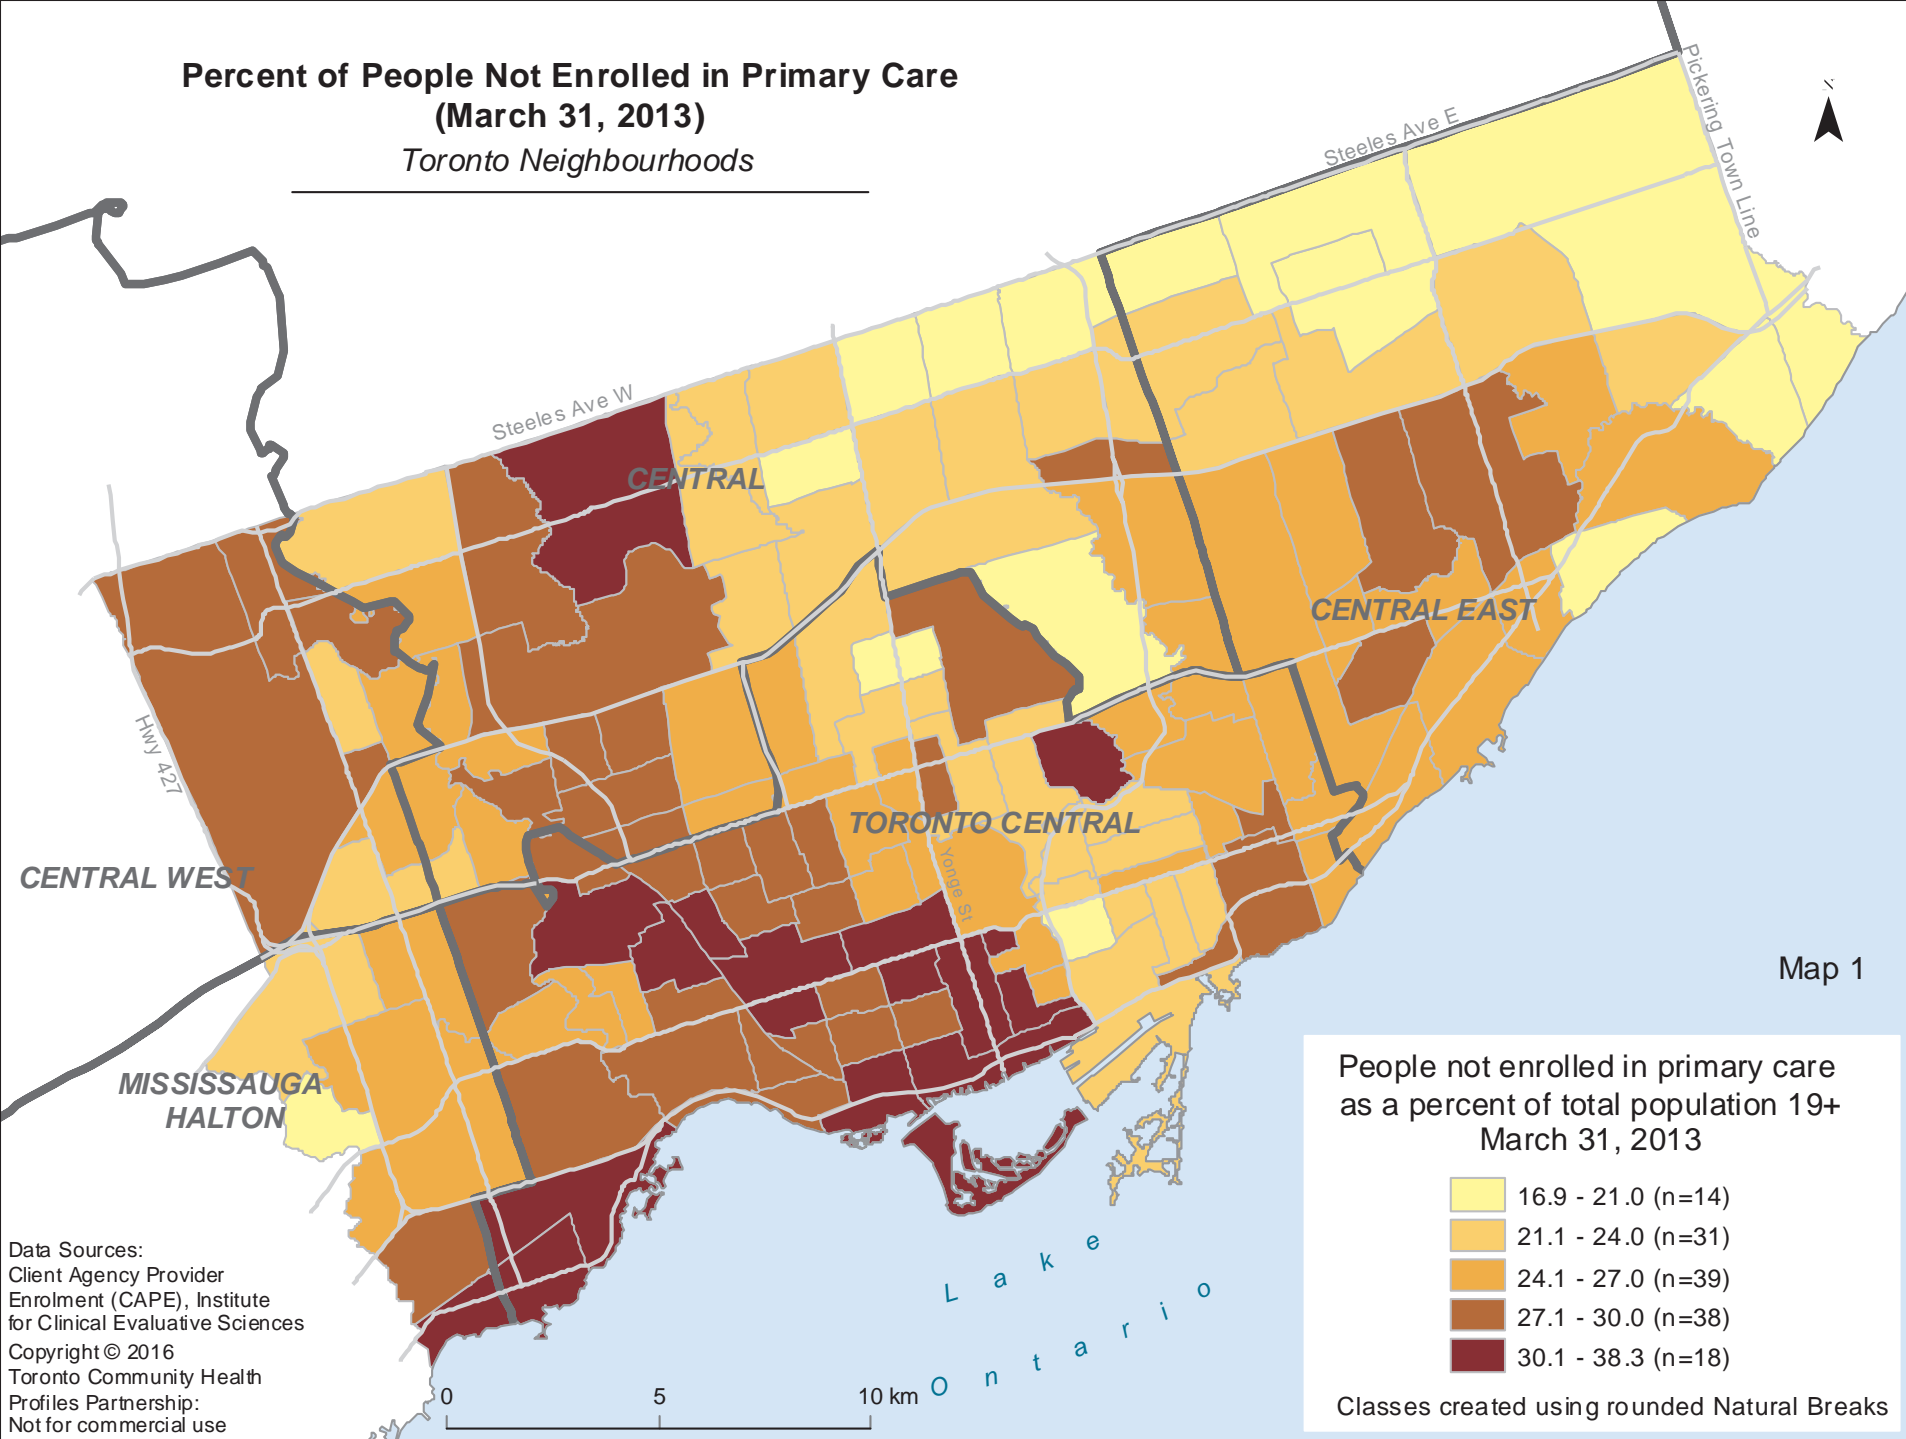 Percent of People Not Enrolled in Primary Care
(March 31, 2013)
Toronto Neighbourhoods
Pickering Town Line
N
Steeles Ave E
Steeles Ave W
CENTRAL
CENTRAL EAST
Hwy 427
TORONTO CENTRAL
CENTRAL WEST
Yonge St
Map 1
MISSISSAUGA
HALTON
People not enrolled in primary care
as a percent of total population 19+
March 31, 2013
16.9 - 21.0 (n=14)
21.1 - 24.0 (n=31)
24.1 - 27.0 (n=39)
27.1 - 30.0 (n=38)
30.1 - 38.3 (n=18)
Classes created using rounded Natural Breaks
Lake
Ontario
Data Sources:
Client Agency Provider
Enrolment (CAPE), Institute
for Clinical Evaluative Sciences
Copyright © 2016
Toronto Community Health
Profiles Partnership:
Not for commercial use
0 5 10 km